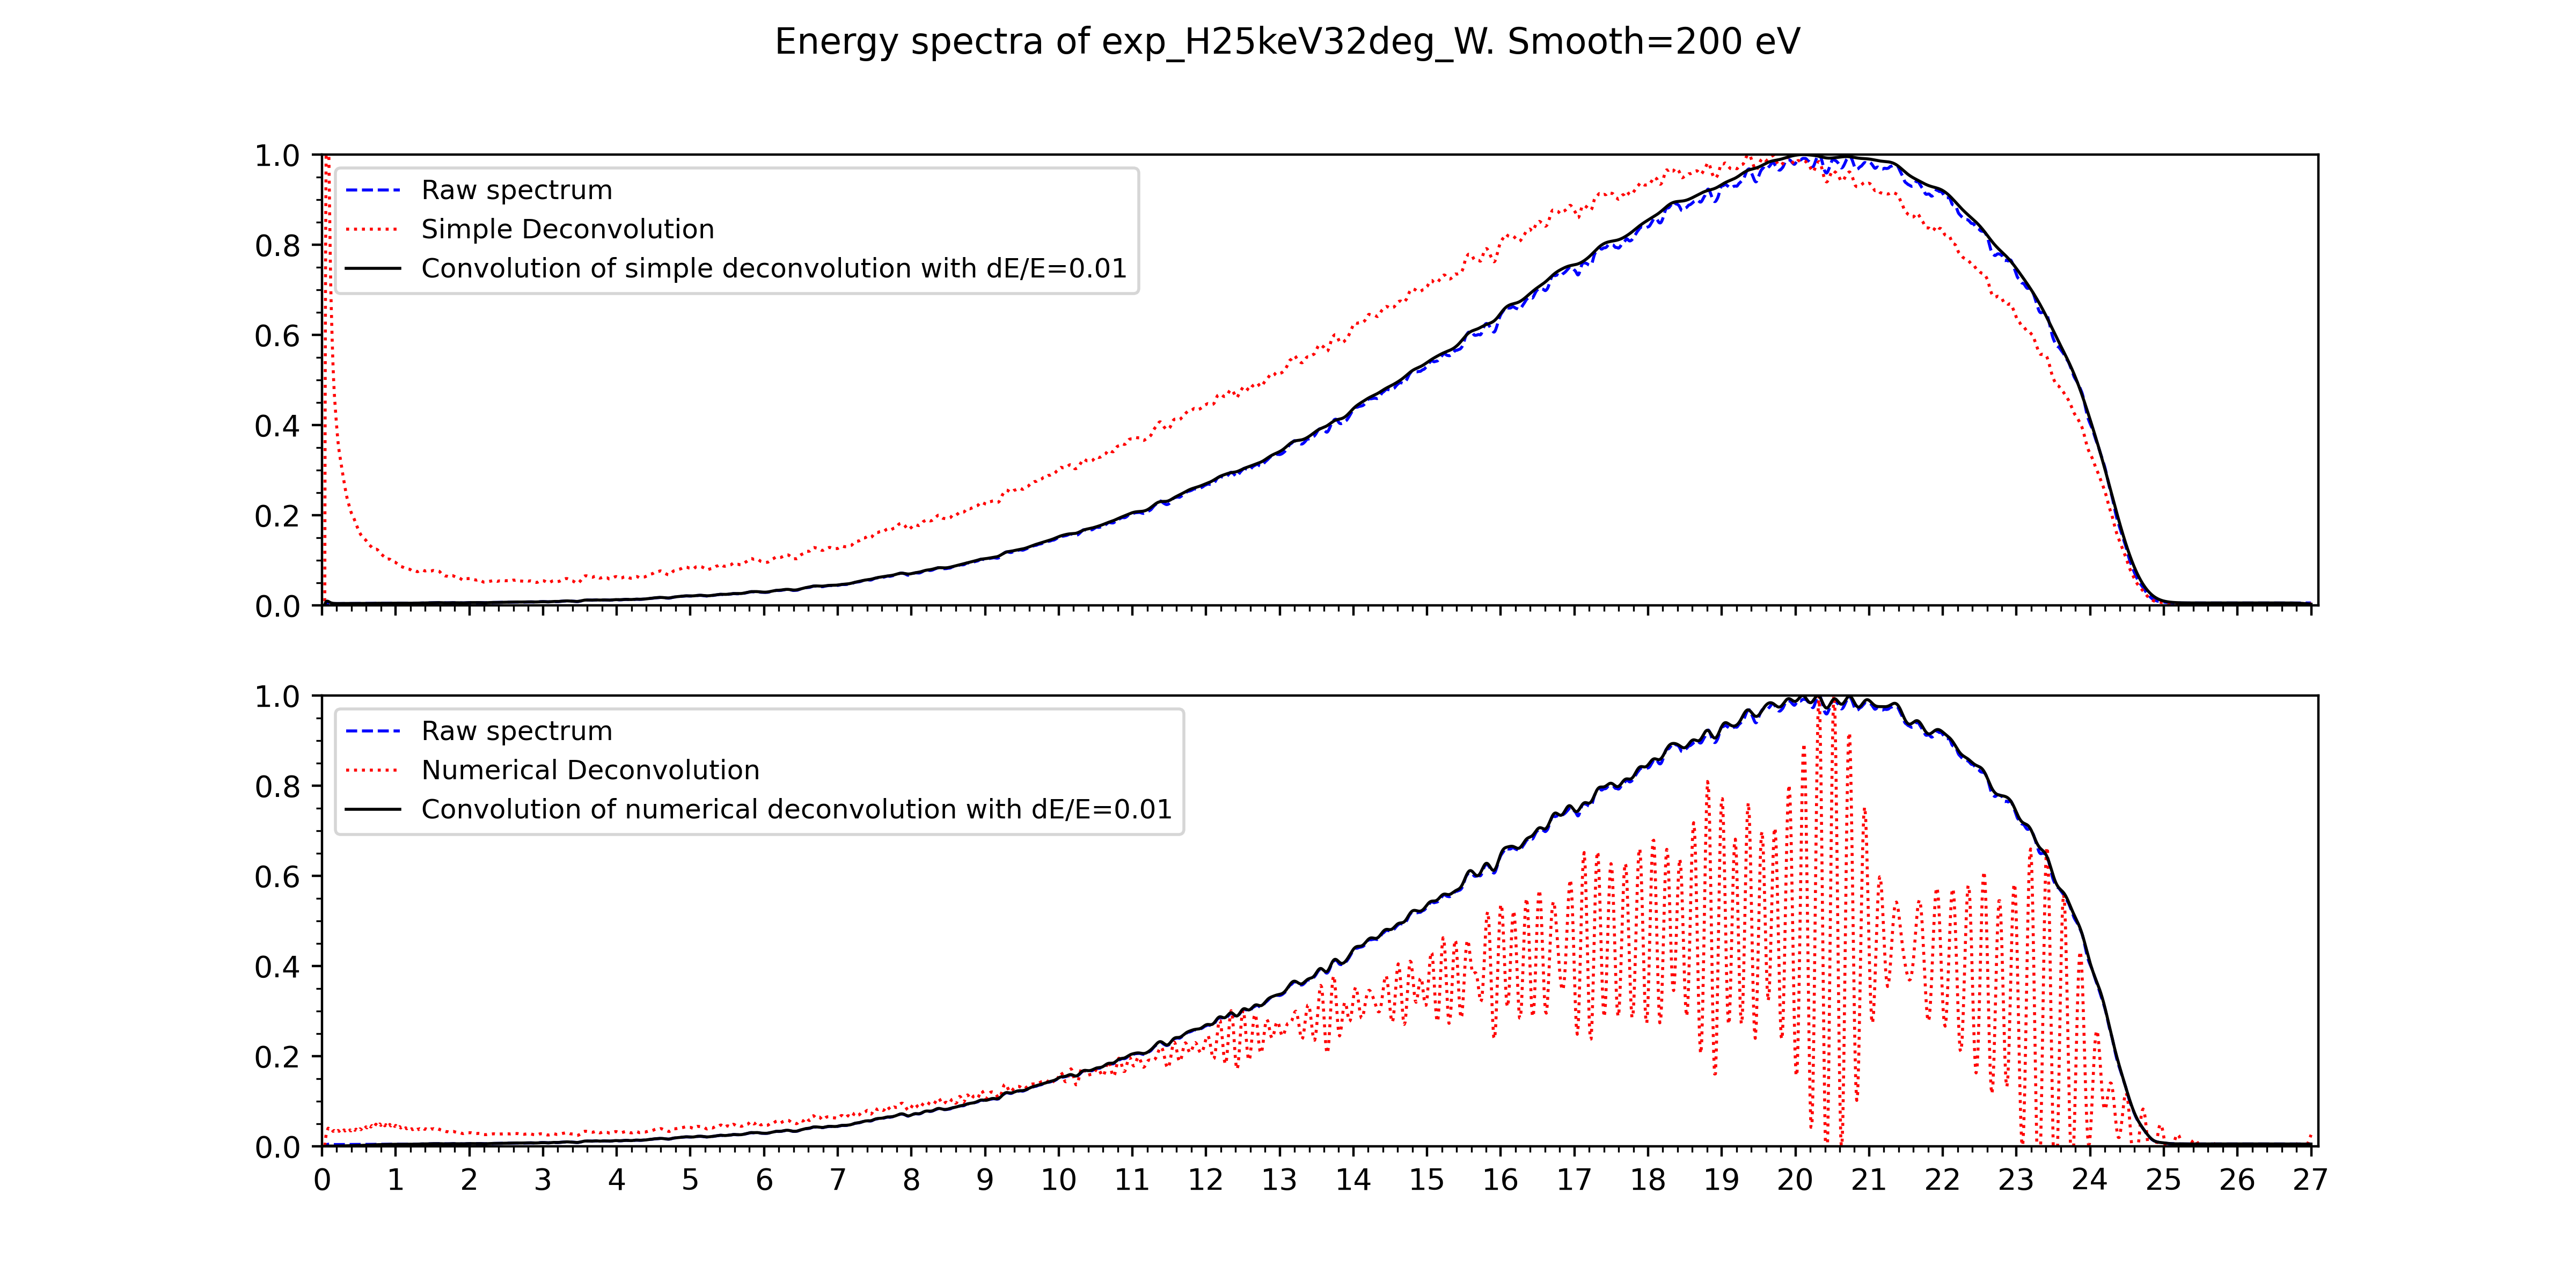 Energy spectra of exp_H25keV32deg_W. Smooth=200 eV
1.0
0.8
0.6
0.4
0.2
0.0
Raw spectrum
Simple Deconvolution
Convolution of simple deconvolution with dE/E=0.01
1.0
0.8
0.6
0.4
0.2
0.0
Raw spectrum
Numerical Deconvolution
Convolution of numerical deconvolution with dE/E=0.01
0 1 2 3 4 5 6 7 8 9 10 11 12 13 14 15 16 17 18 19 20 21 22 23 24 25 26 27